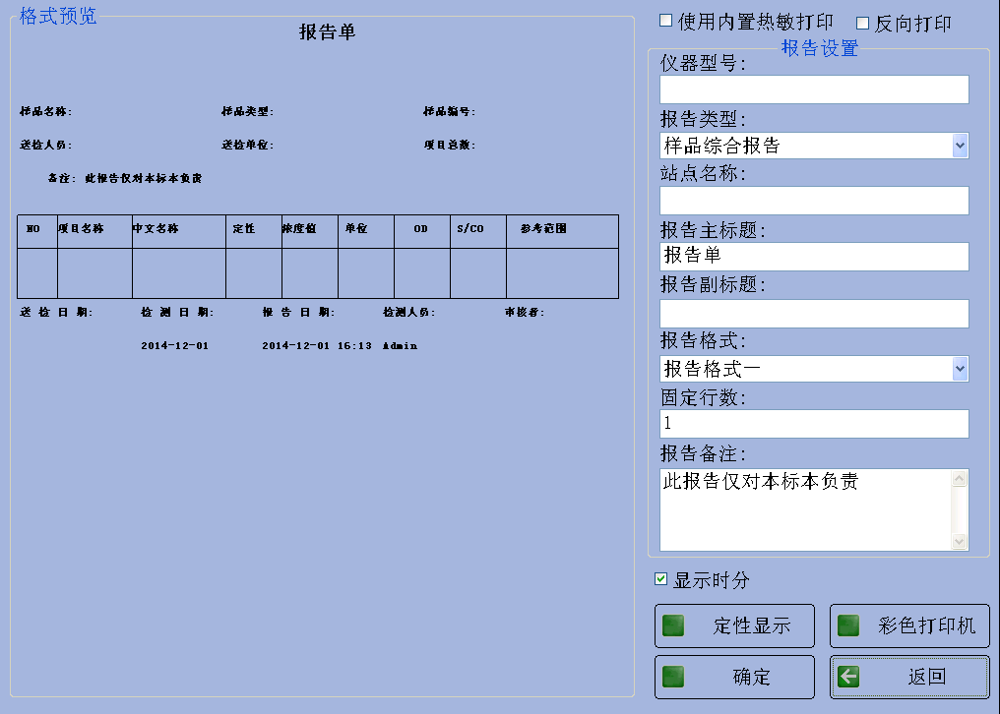 格式预览
报告单
样品名称: 样品类型: 样品编号:
送检人员: 送检单位: 项目总数:
备注: 此报告仅对本标本负责
NO 项目名称 中文名称 定性 浓度值 单位 OD S/CO 参考范围
送 检 日 期: 检 测 日 期: 报 告 日 期: 检测人员: 审核者:
2014-12-01 2014-12-01 16:13 Admin
使用内置热敏打印 反向打印
报告设置
仪器型号:
报告类型:
样品综合报告
站点名称:
报告主标题:
报告单
报告副标题:
报告格式:
报告格式一
固定行数:
1
报告备注:
此报告仅对本标本负责
显示时分
定性显示 彩色打印机
确定 返回